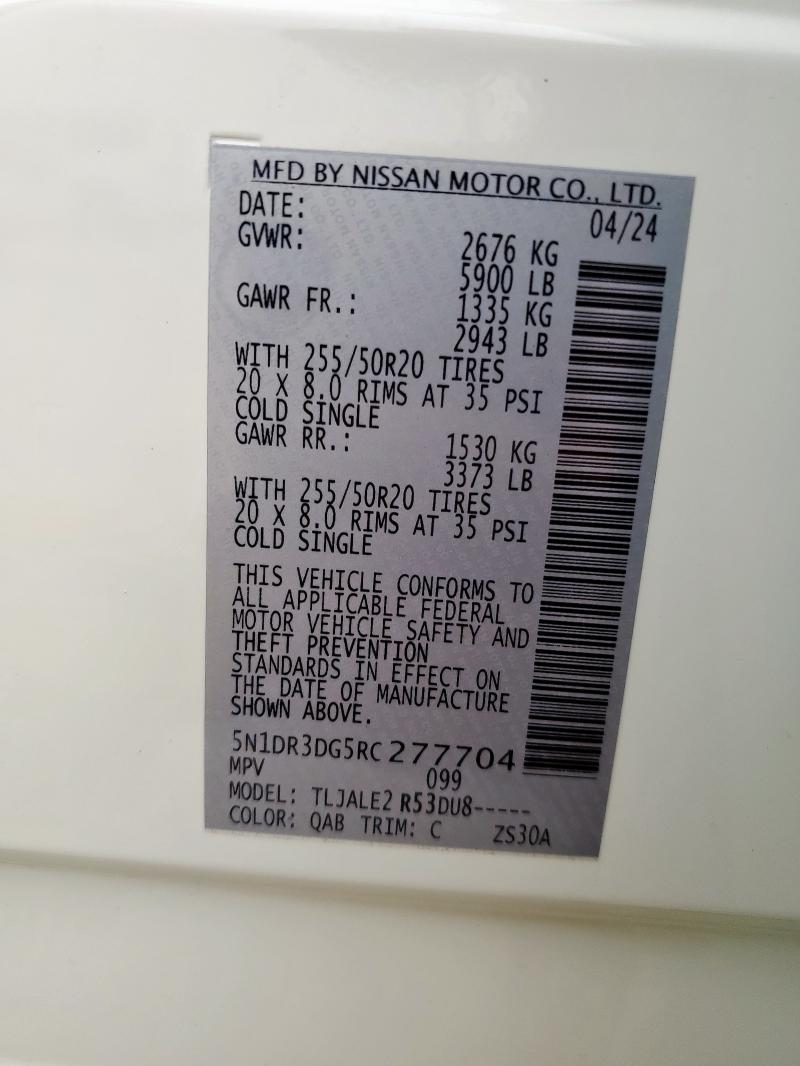 MFD BY NISSAN MOTOR CO., LTD.
DATE: 04/24
GVWR: 2676 KG
5900 LB
GAWR FR.: 1335 KG
2943 LB
WITH 255/50R20 TIRES
20 X 8.0 RIMS AT 35 PSI
COLD SINGLE
GAWR RR.: 1530 KG
3373 LB
WITH 255/50R20 TIRES
20 X 8.0 RIMS AT 35 PSI
COLD SINGLE
THIS VEHICLE CONFORMS TO
ALL APPLICABLE FEDERAL
MOTOR VEHICLE SAFETY AND
THEFT PREVENTION
STANDARDS IN EFFECT ON
THE DATE OF MANUFACTURE
SHOWN ABOVE.
5N1DR3DG5RC277704
MPV 099
MODEL: TLJALE2 R53DU8-----
COLOR: QAB TRIM: C ZS30A